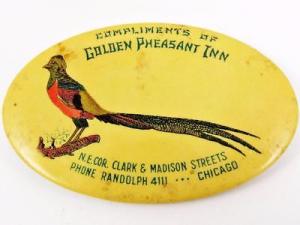 COMPLIMENTS OF
GOLDEN PHEASANT INN
N.E. COR. CLARK & MADISON STREETS
PHONE RANDOLPH 4111 --- CHICAGO